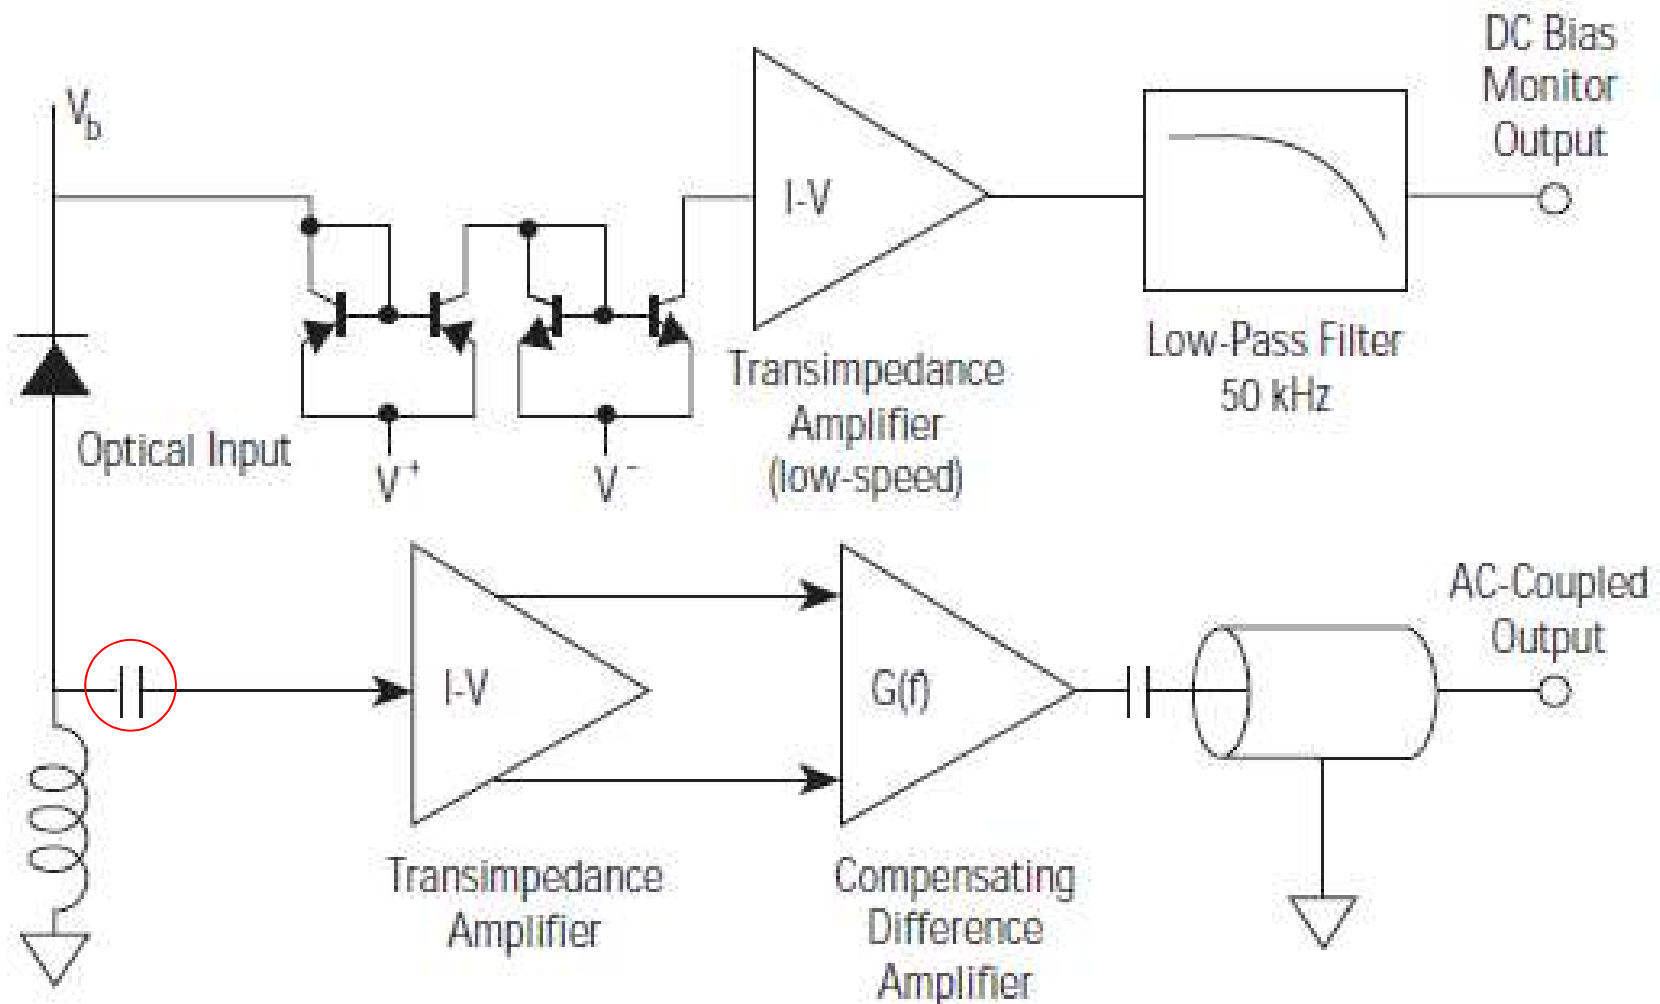 DC Bias
Monitor
Output
Vb
I-V
Low-Pass Filter
50 kHz
Transimpedance
Amplifier
(low-speed)
Optical Input
V+
V-
AC-Coupled
Output
I-V
G(f)
Transimpedance
Amplifier
Compensating
Difference
Amplifier